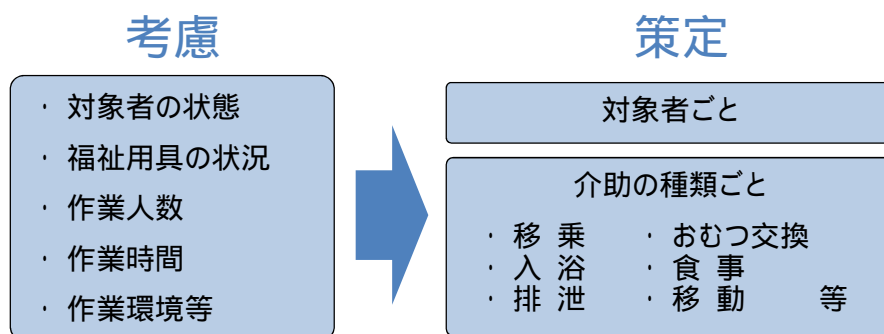 考慮
・ 対象者の状態
・ 福祉用具の状況
・ 作業人数
・ 作業時間
・ 作業環境等
策定
対象者ごと
介助の種類ごと
・ 移 乗 ・ おむつ交換
・ 入 浴 ・ 食 事
・ 排 泄 ・ 移 動 等